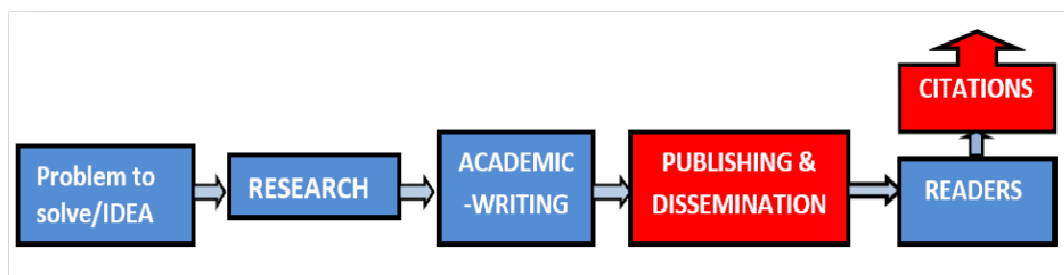 Problem to
solve/IDEA
RESEARCH
ACADEMIC
-WRITING
PUBLISHING &
DISSEMINATION
READERS
CITATIONS